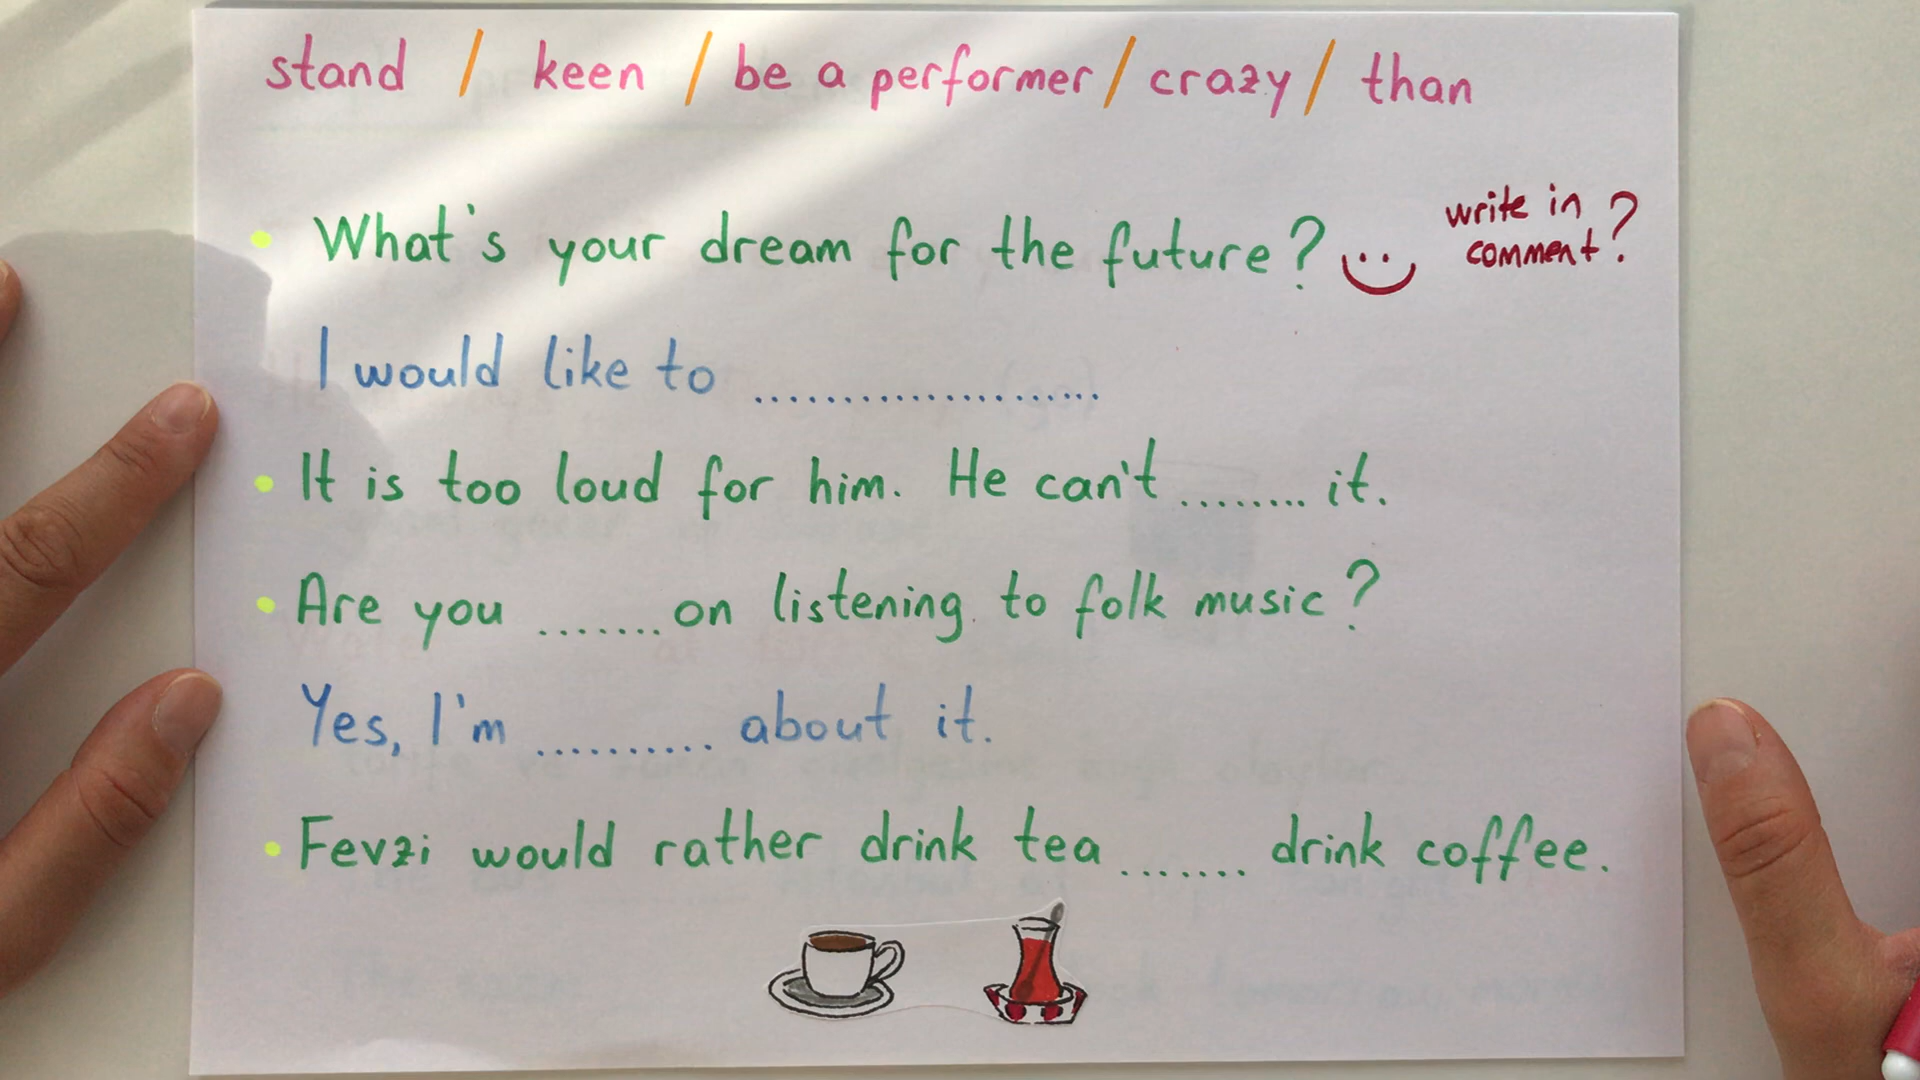 stand / keen / be a performer / crazy / than
• What's your dream for the future? write in comment?
I would like to .......................
• It is too loud for him. He can't ........ it.
• Are you ....... on listening to folk music?
Yes, I'm .......... about it.
• Fevzi would rather drink tea ....... drink coffee.